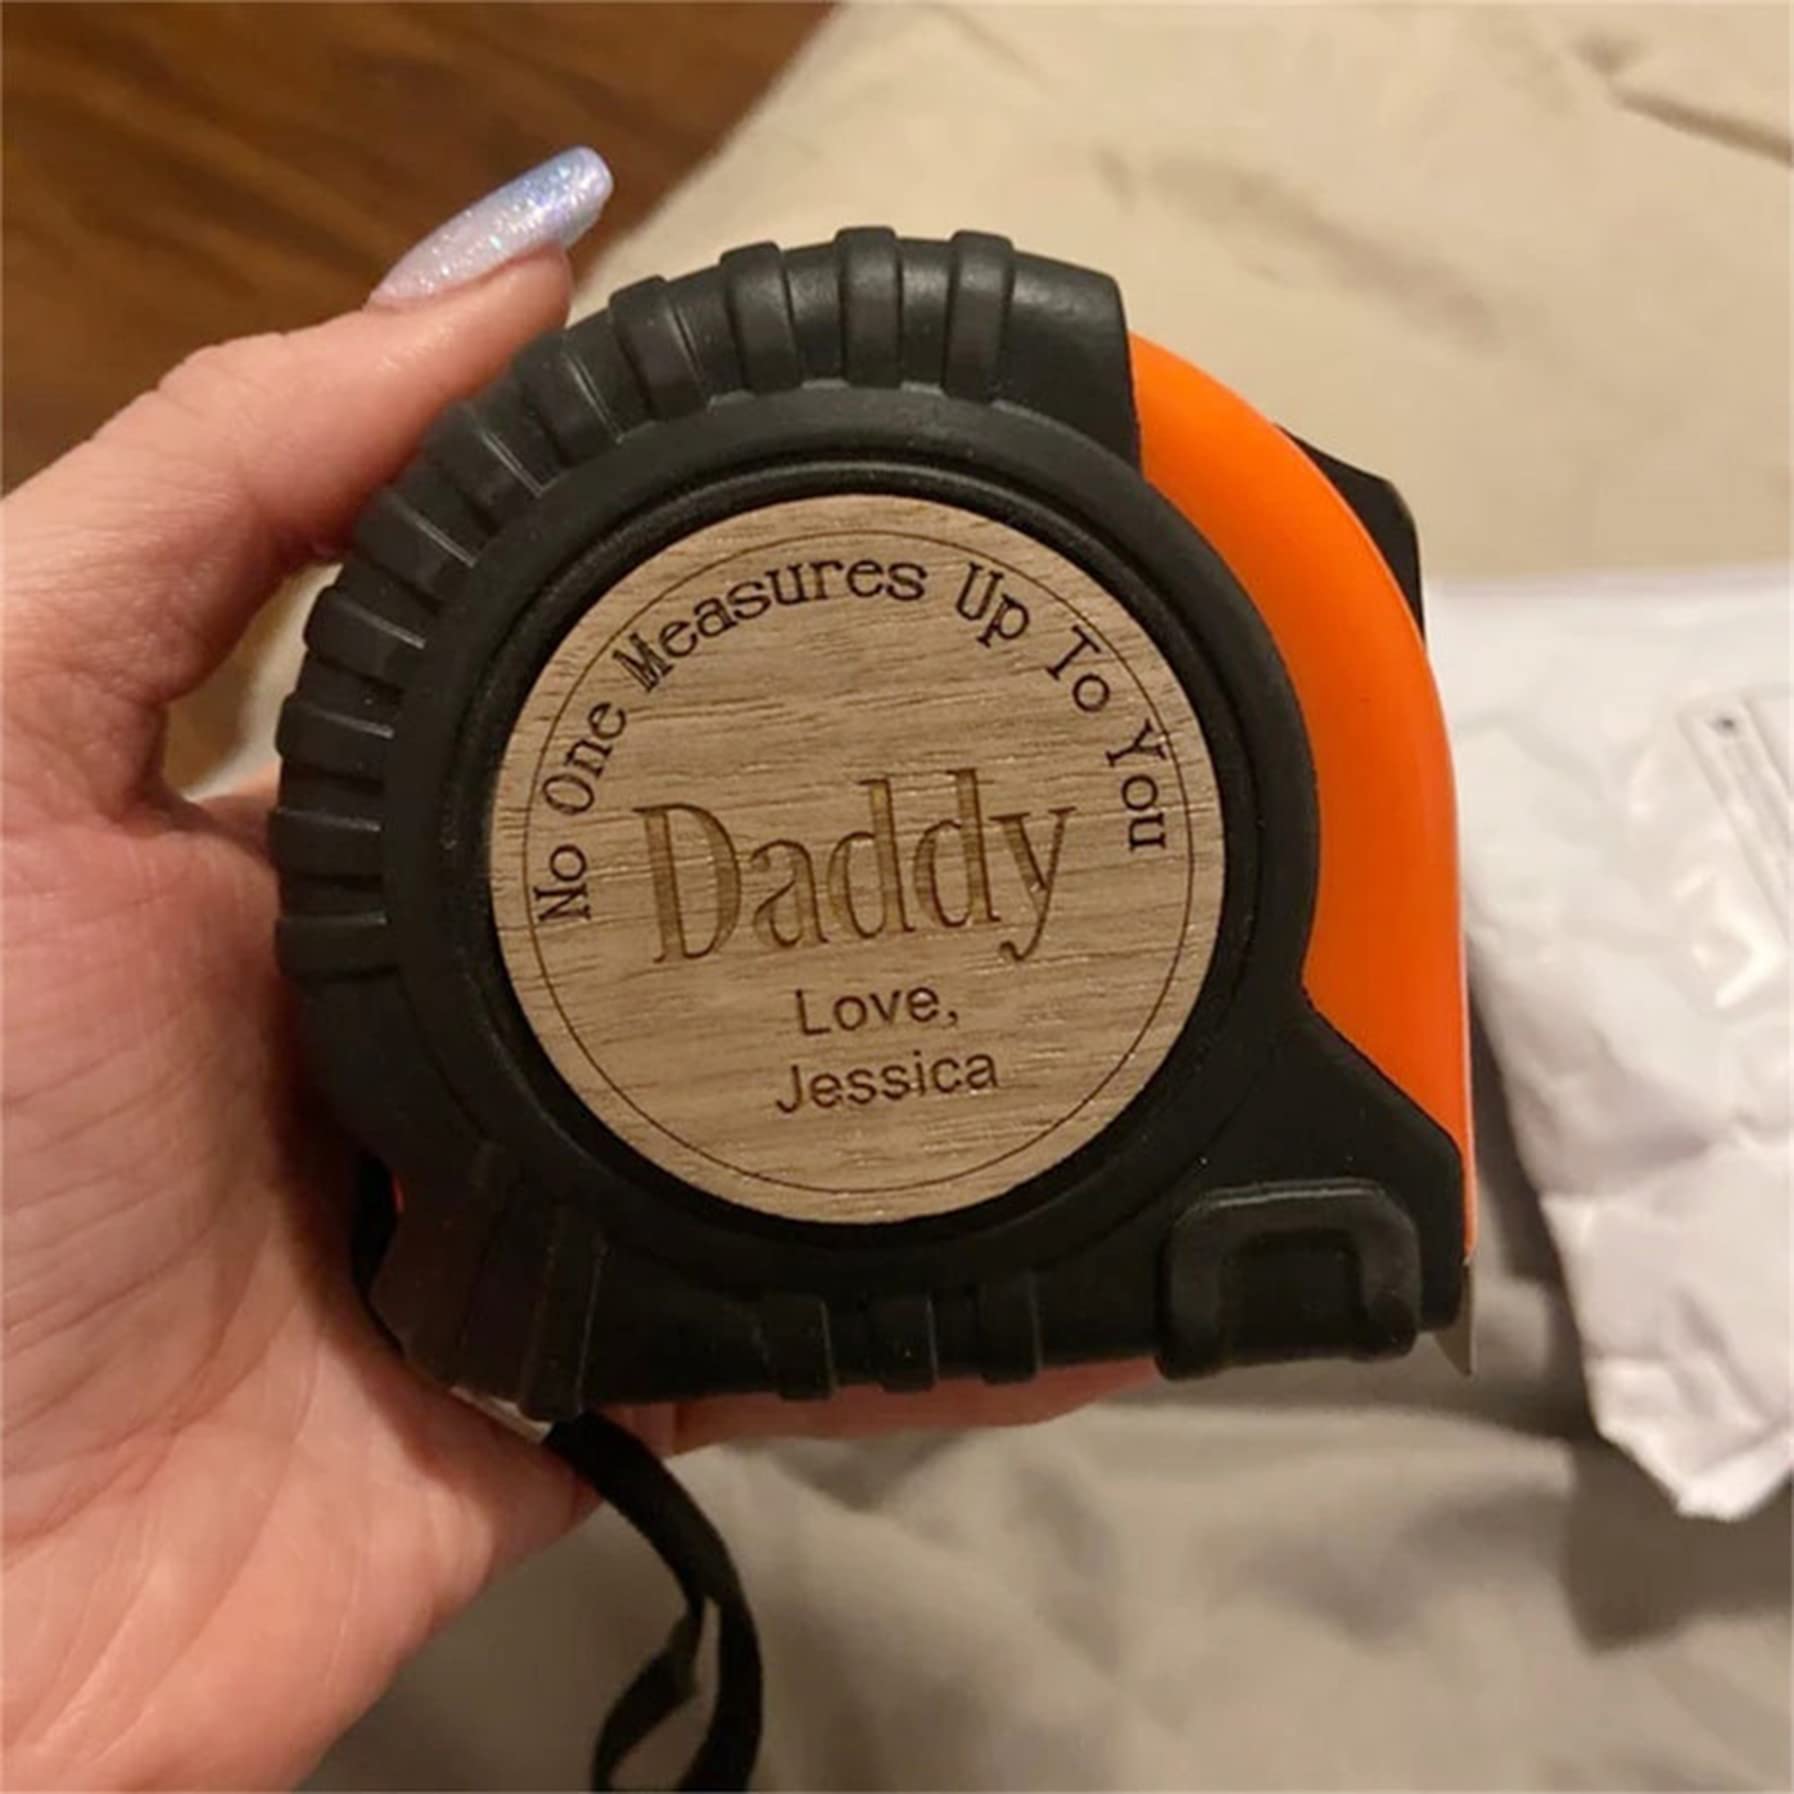 No One Measures Up To You
Daddy
Love,
Jessica